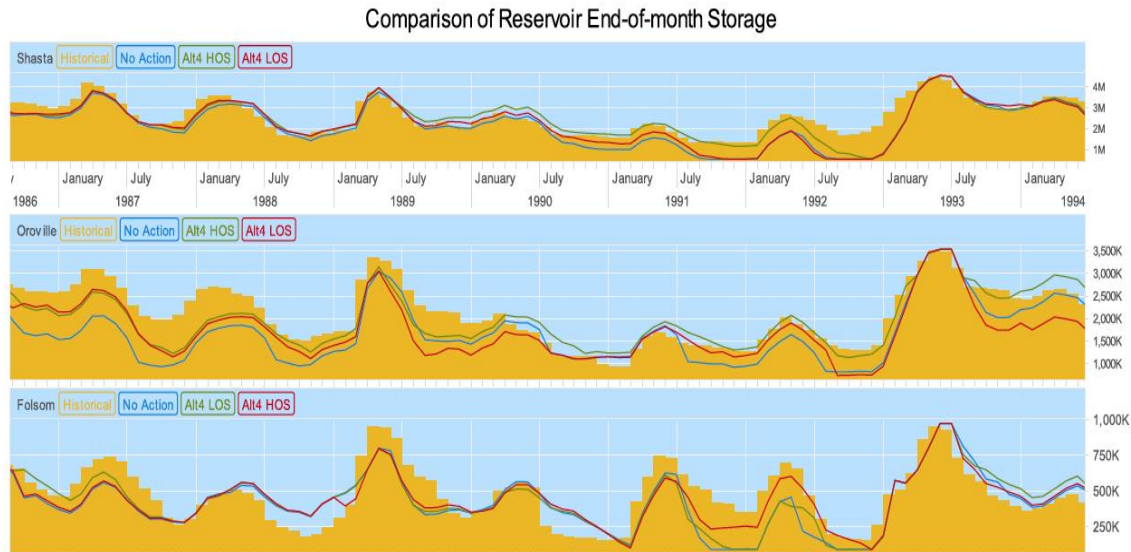 Comparison of Reservoir End-of-month Storage
Shasta Historical No Action Alt4 HOS Alt4 LOS
4M
3M
2M
1M
January July January July January July January July January July January July January July January
1986 1987 1988 1989 1990 1991 1992 1993 1994
Oroville Historical No Action Alt4 HOS Alt4 LOS
3,500K
3,000K
2,500K
2,000K
1,500K
1,000K
Folsom Historical No Action Alt4 LOS Alt4 HOS
1,000K
750K
500K
250K